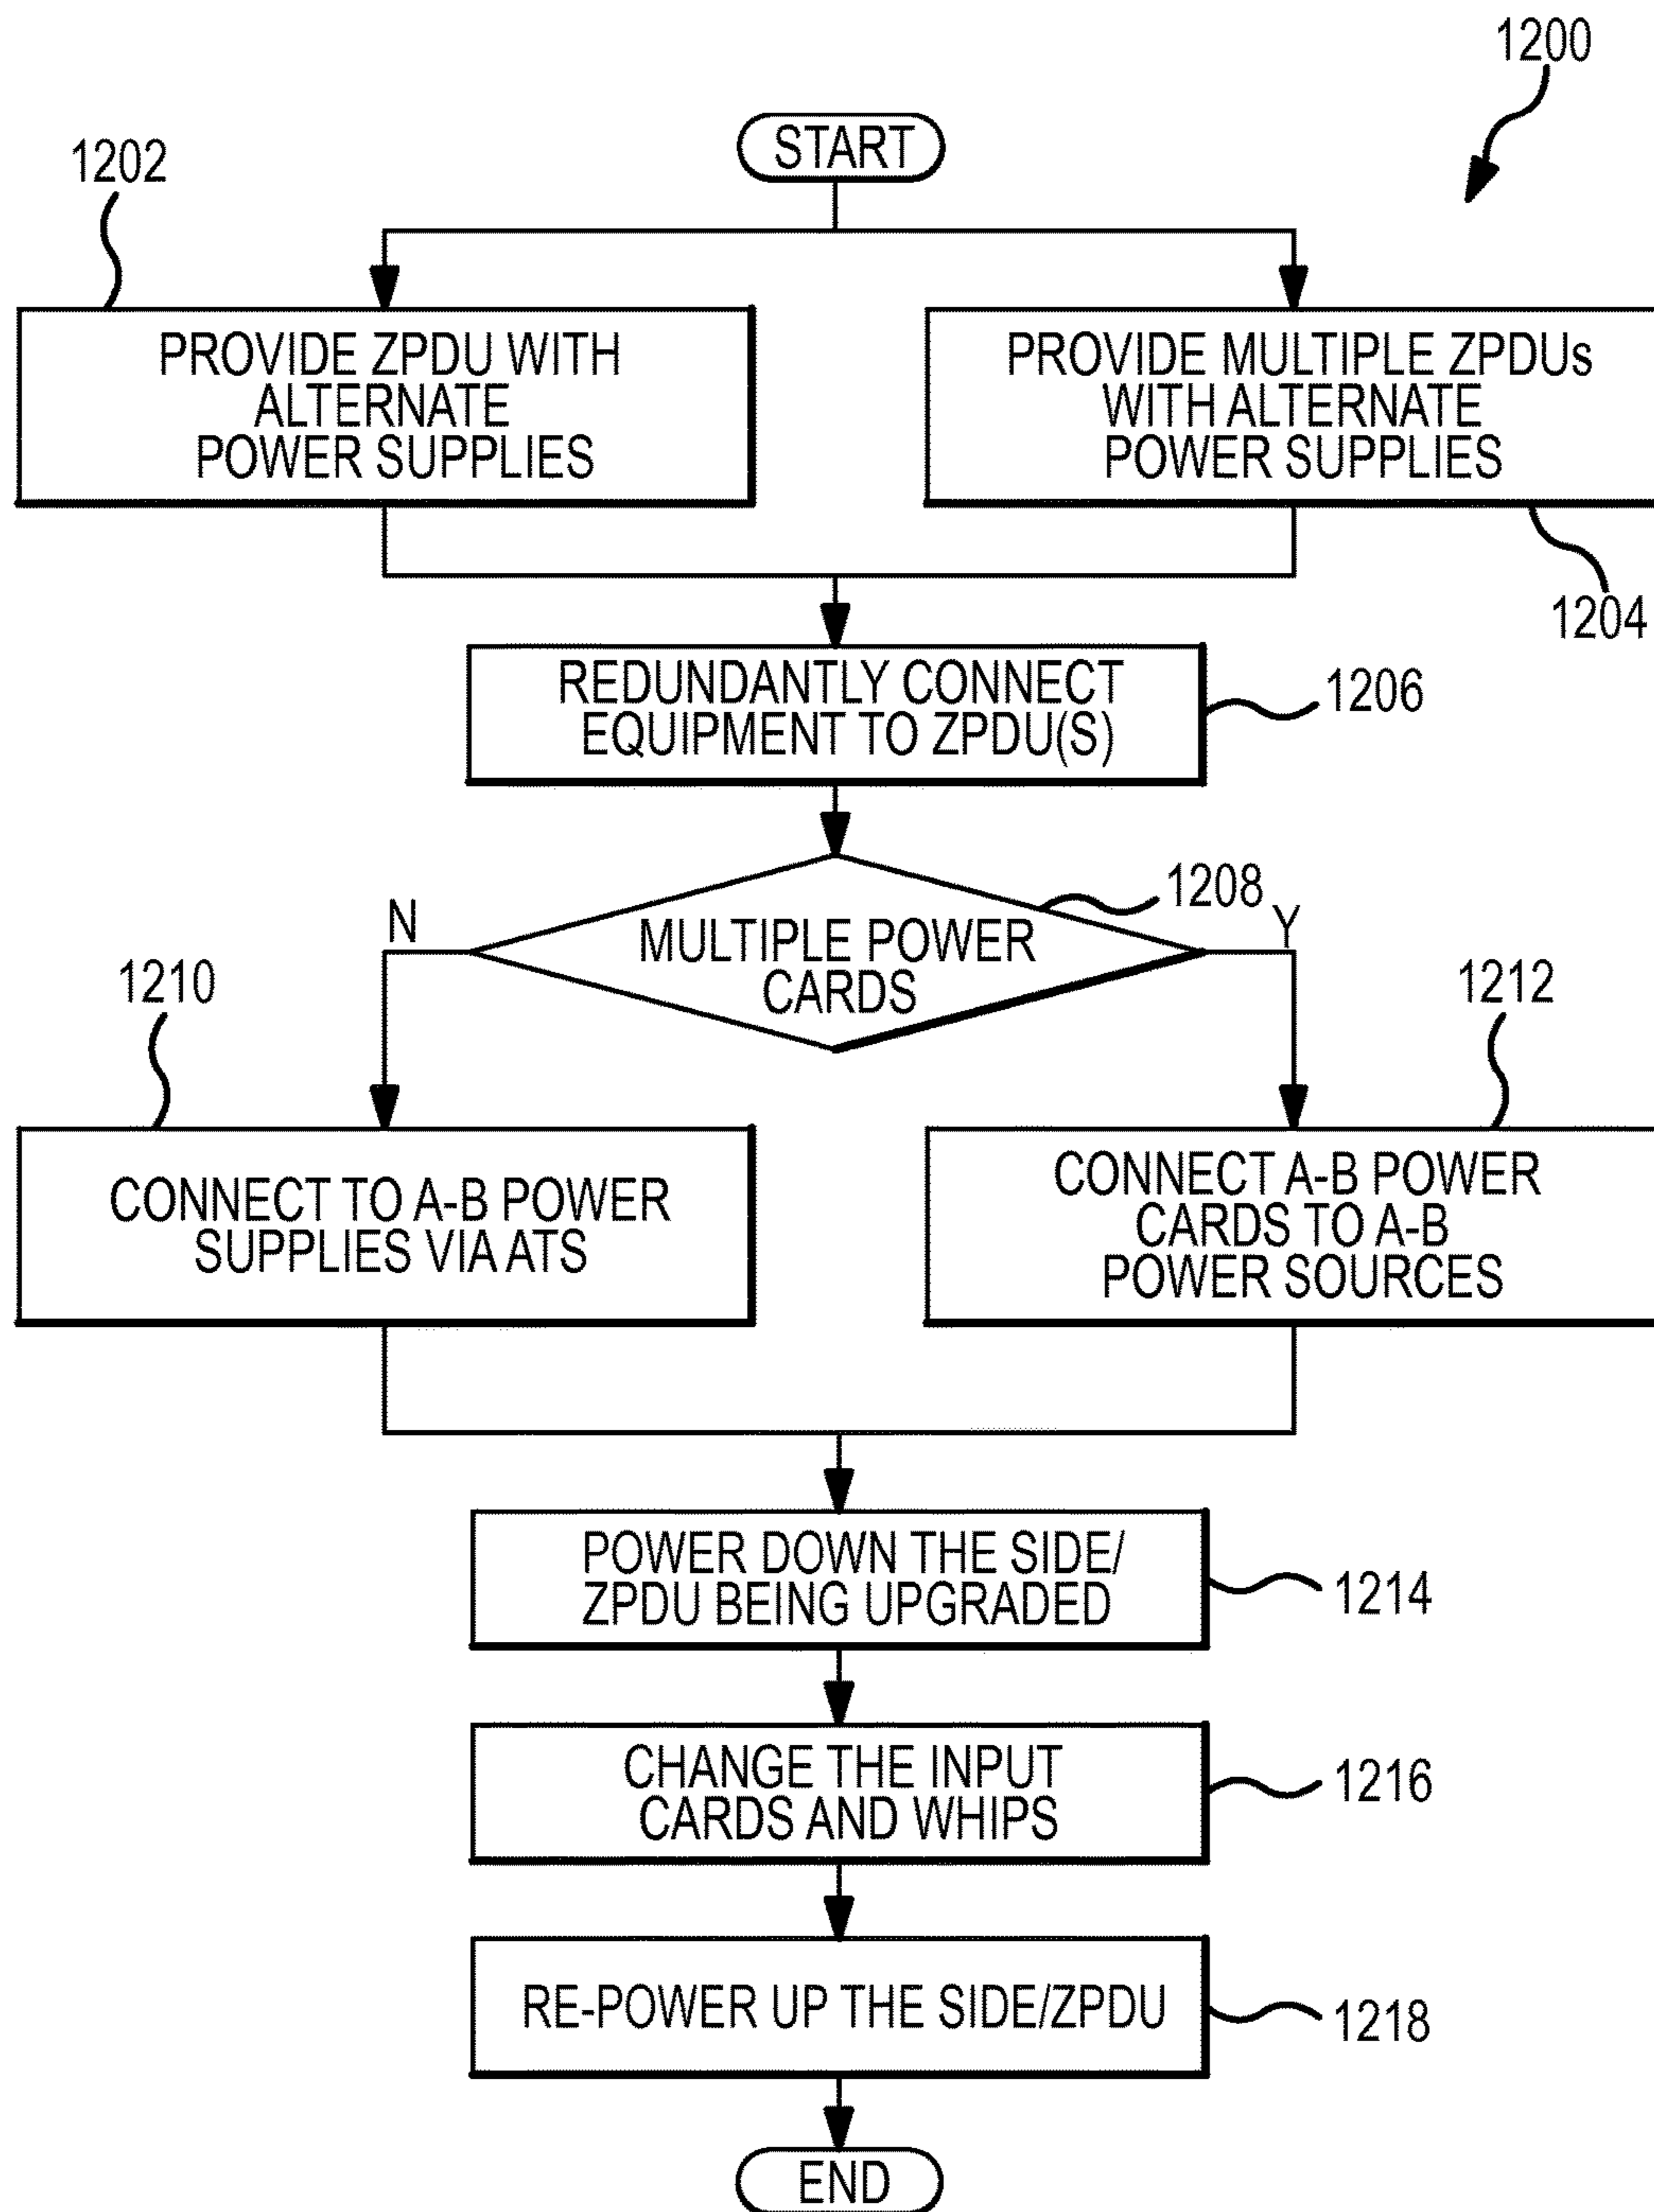 1200
START
1202
PROVIDE ZPDU WITH
ALTERNATE
POWER SUPPLIES
PROVIDE MULTIPLE ZPDUs
WITH ALTERNATE
POWER SUPPLIES
1204
REDUNDANTLY CONNECT
EQUIPMENT TO ZPDU(S)
1206
1208
N
MULTIPLE POWER
CARDS
Y
1210
CONNECT TO A-B POWER
SUPPLIES VIA ATS
1212
CONNECT A-B POWER
CARDS TO A-B
POWER SOURCES
POWER DOWN THE SIDE/
ZPDU BEING UPGRADED
1214
CHANGE THE INPUT
CARDS AND WHIPS
1216
RE-POWER UP THE SIDE/ZPDU
1218
END